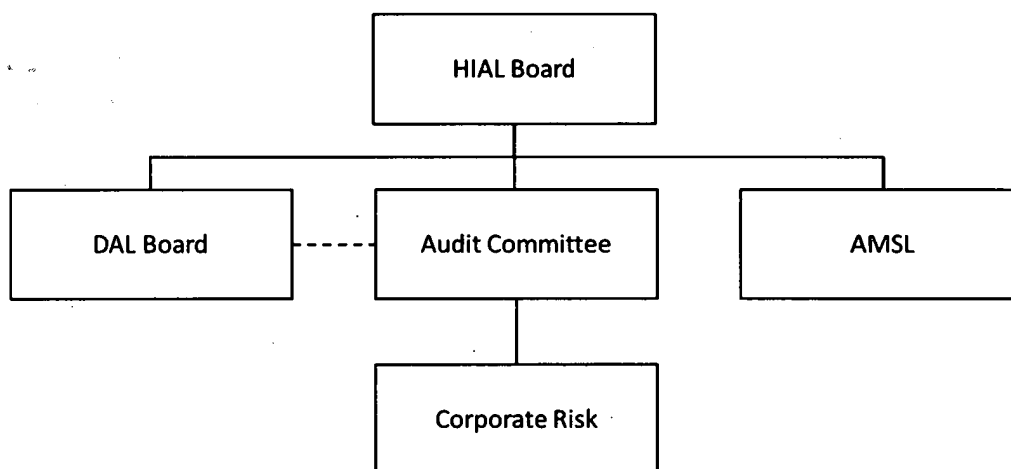 HIAL Board
DAL Board
Audit Committee
AMSL
Corporate Risk